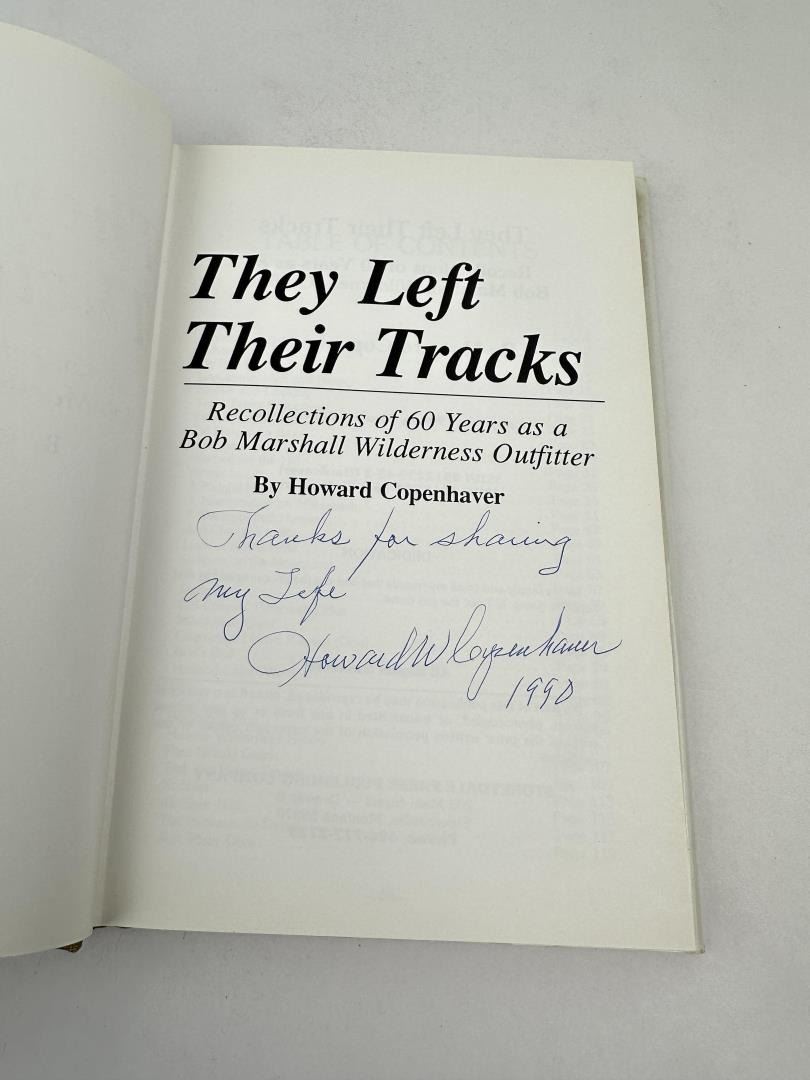 They Left
Their Tracks
Recollections of 60 Years as a
Bob Marshall Wilderness Outfitter
By Howard Copenhaver
Thanks for sharing
my Life
Howard W Copenhaver
1990